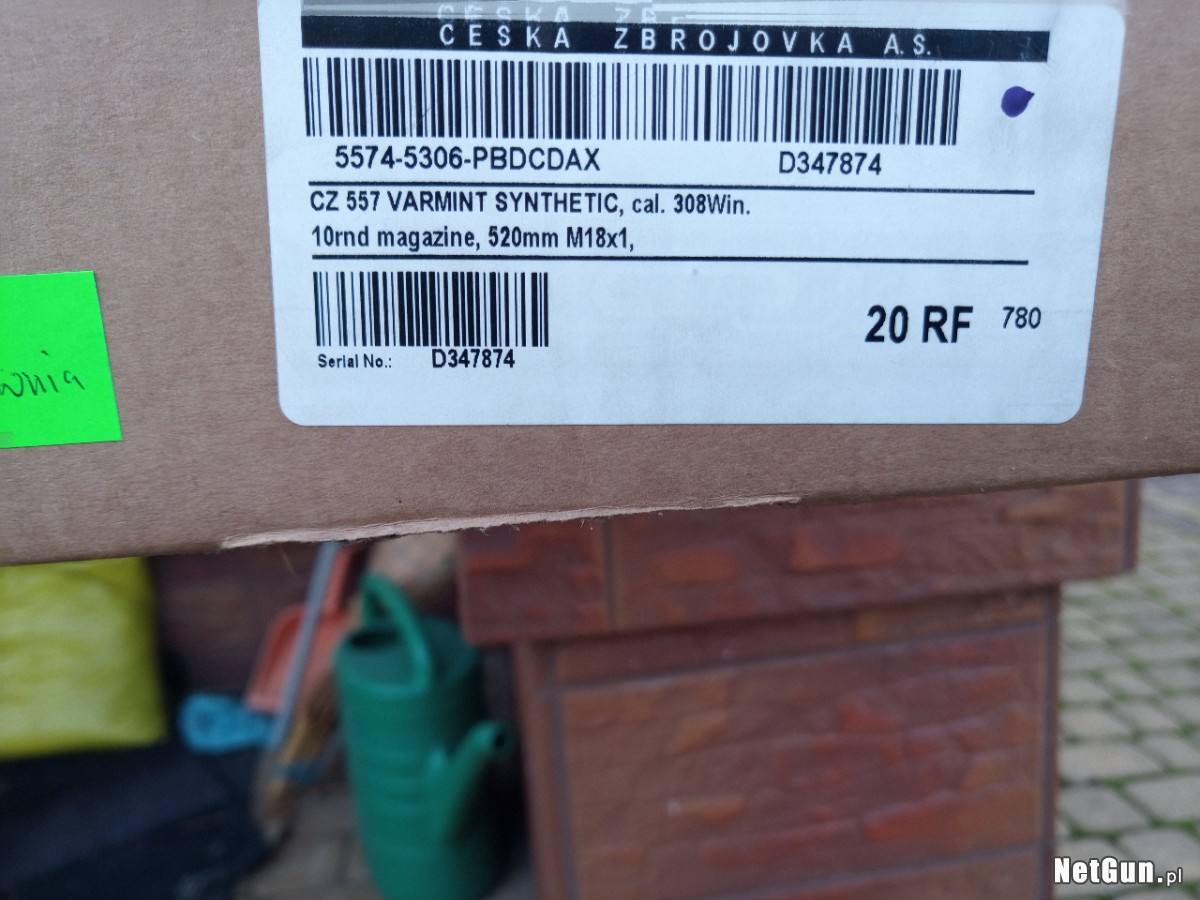 CESKA ZBROJOVKA A.S.
5574-5306-PBDCDAX D347874
CZ 557 VARMINT SYNTHETIC, cal. 308Win.
10rnd magazine, 520mm M18x1,
20 RF 780
Serial No.: D347874
NetGun.pl